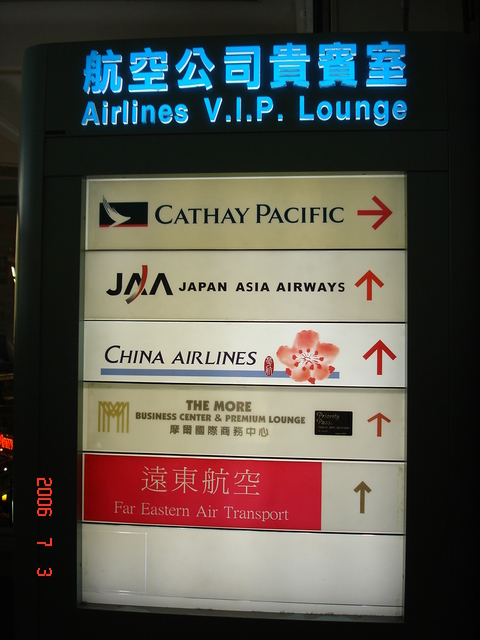 航空公司貴賓室
Airlines V.I.P. Lounge
CATHAY PACIFIC
JAA JAPAN ASIA AIRWAYS
CHINA AIRLINES
THE MORE
BUSINESS CENTER & PREMIUM LOUNGE
摩爾國際商務中心
Priority
Pass
遠東航空
Far Eastern Air Transport
2006 7 3